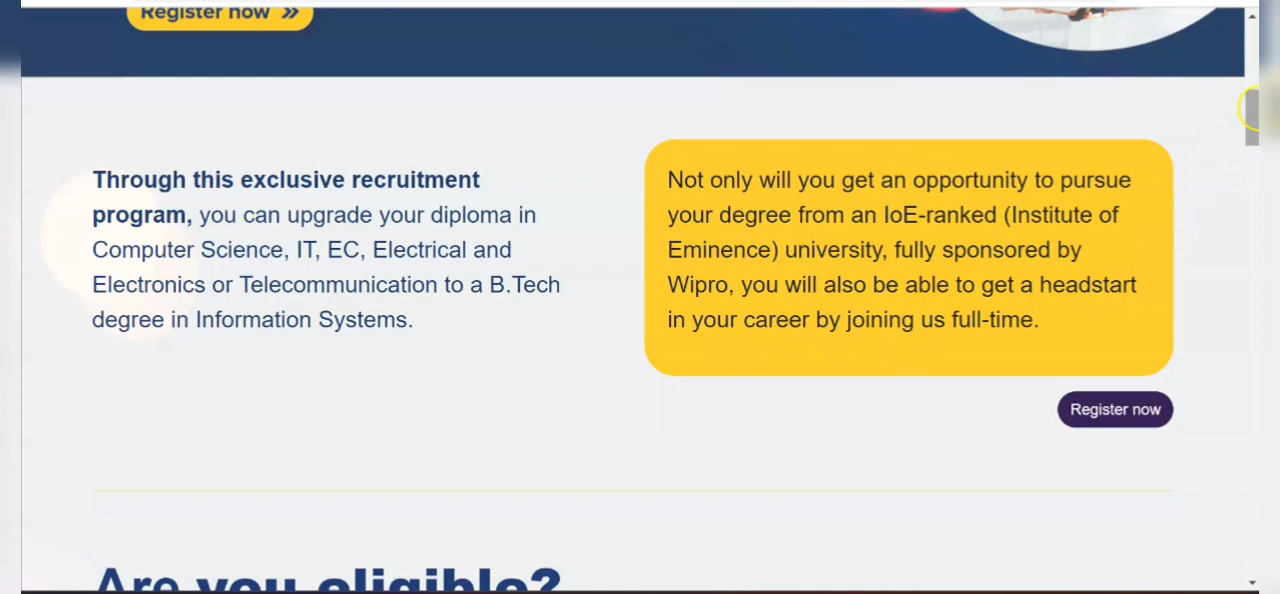 Register now »
Through this exclusive recruitment
program, you can upgrade your diploma in
Computer Science, IT, EC, Electrical and
Electronics or Telecommunication to a B.Tech
degree in Information Systems.
Not only will you get an opportunity to pursue
your degree from an IoE-ranked (Institute of
Eminence) university, fully sponsored by
Wipro, you will also be able to get a headstart
in your career by joining us full-time.
Register now
Are you eligible?